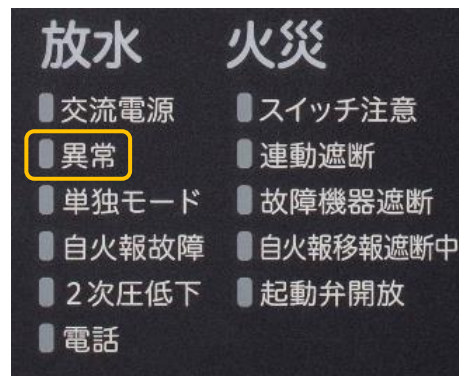 放水 火災
交流電源 スイッチ注意
異常 連動遮断
単独モード 故障機器遮断
自火報故障 自火報移報遮断中
2次圧低下 起動弁開放
電話